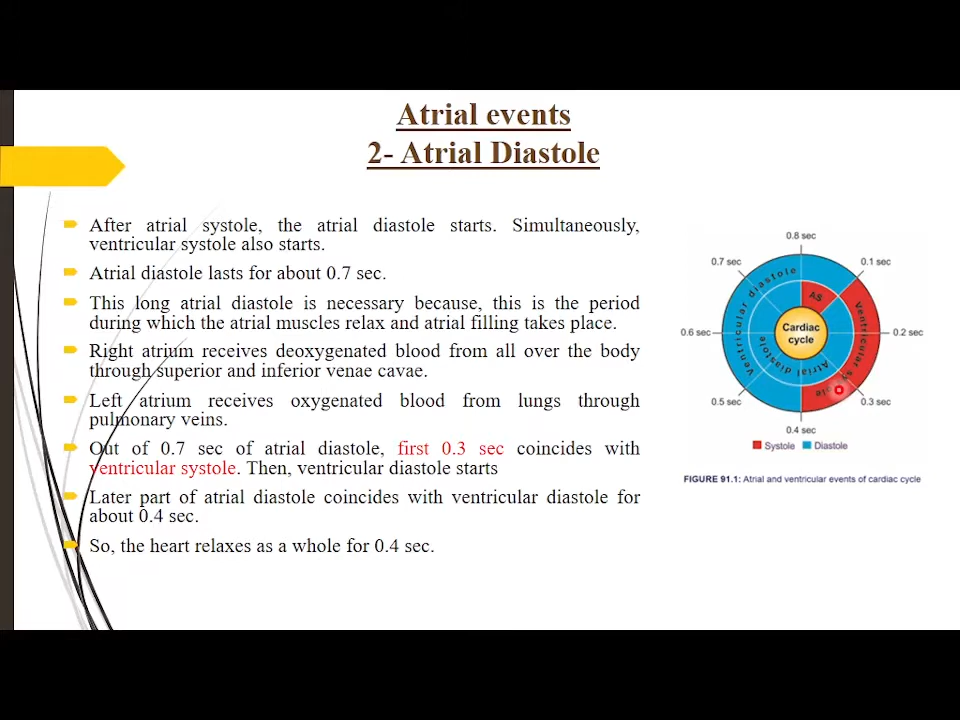 Atrial events
2- Atrial Diastole
After atrial systole, the atrial diastole starts. Simultaneously,
ventricular systole also starts.
Atrial diastole lasts for about 0.7 sec.
This long atrial diastole is necessary because, this is the period
during which the atrial muscles relax and atrial filling takes place.
Right atrium receives deoxygenated blood from all over the body
through superior and inferior venae cavae.
Left atrium receives oxygenated blood from lungs through
pulmonary veins.
Out of 0.7 sec of atrial diastole, first 0.3 sec coincides with
ventricular systole. Then, ventricular diastole starts
Later part of atrial diastole coincides with ventricular diastole for
about 0.4 sec.
So, the heart relaxes as a whole for 0.4 sec.
0.8 sec
0.7 sec
0.1 sec
AS
Ventricular diastole
Cardiac
cycle
0.6 sec
0.2 sec
Atrial diastole
Ventricular
0.5 sec
0.3 sec
0.4 sec
Systole
Diastole
FIGURE 91.1: Atrial and ventricular events of cardiac cycle